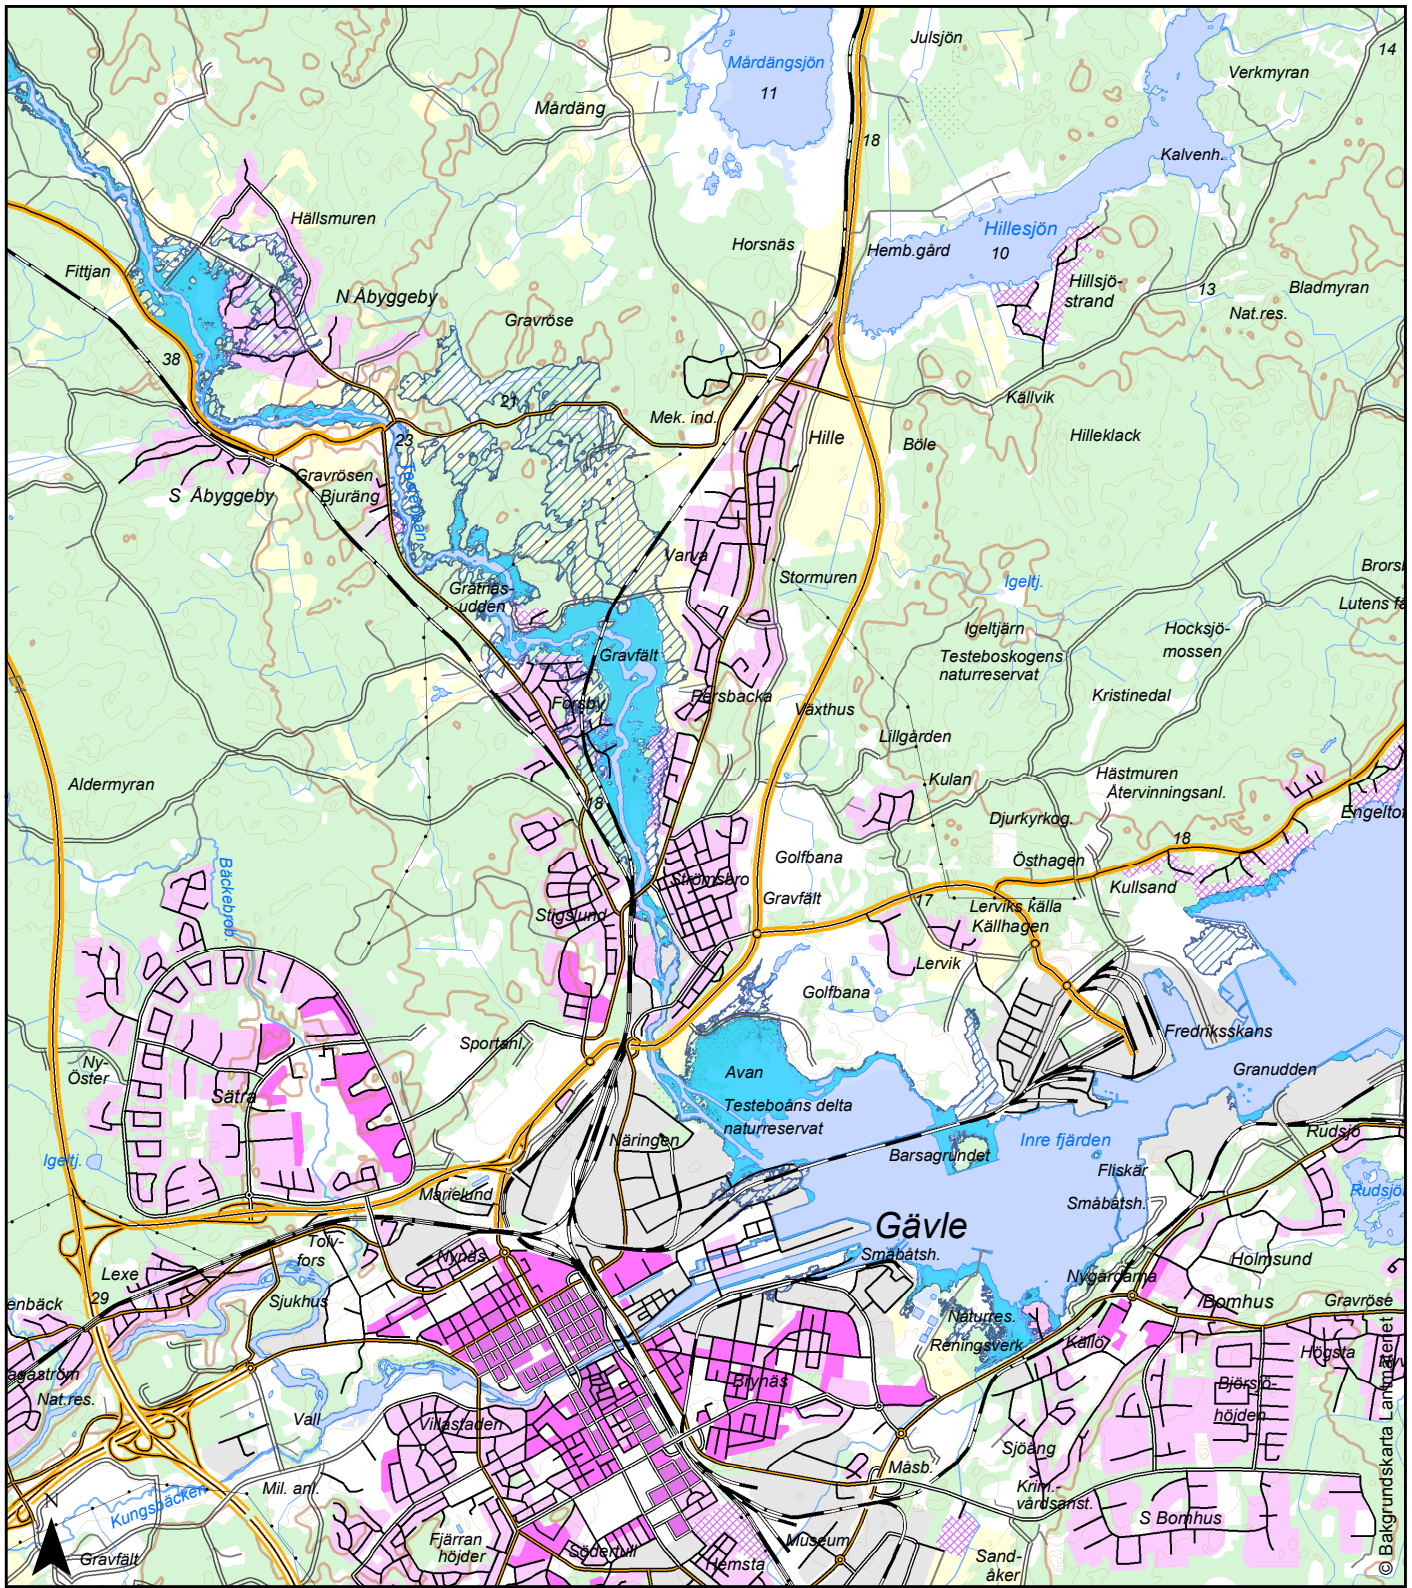 Julsjön
14
Mårdängsjön
11
Verkmyran
Mårdäng
18
Kalvenh.
Hällsmuren
Hillesjön
10
Horsnäs
Hemb.gård
Fittjan
N Åbyggeby
Hillsjö-
strand
13
Bladmyran
Nat.res.
Gravröse
38
21
Mek. ind.
Källvik
23
Hille
Böle
Hilleklack
Gravrösen
Bjuräng
S Åbyggeby
Varva
Stormuren
Igeltj.
Lutens
Gråtnäs-
udden
Igeltjärn
Hocksjö-
mossen
Gravfält
Testeboskogens
naturreservat
Forsby
Persbacka
Växthus
Kristinedal
Lillgården
Aldermyran
Kulan
Hästmuren
Återvinningsanl.
18
Djurkyrkog.
18
Golfbana
Östhagen
Bäckebrob.
Strömsbro
Gravfält
Kullsand
Stigslund
17
Lerviks källa
Källhagen
Lervik
Golfbana
Sportanl.
Fredriksskans
Ny-
Öster
Avan
Granudden
Sätra
Testeboåns delta
naturreservat
Näringen
Inre fjärden
Rudsjö
Igeltj.
Barsagrundet
Fliskär
Marielund
Småbåtsh.
Gävle
Tolv-
fors
Nynäs
Småbåtsh.
Holmsund
Lexe
Nygårdarna
29
Sjukhus
Bomhus
Gravröse
Naturres.
Reningsverk
Källö
Högsta
Nat.res.
Brynäs
Björsjö-
höjden
Vall
Villastaden
Sjöäng
Måsb.
Mil. anl.
Krim.-
vårdsanst.
Kungsbäcken
N
S Bomhus
Fjärran
höjder
Museum
Gravfält
Södertull
Hemsta
Sand-
åker
© Bakgrundskarta Lantmäteriet